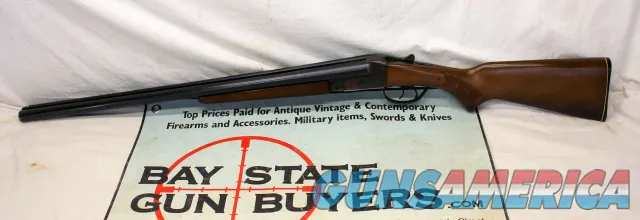 Top Prices Paid for Antique Vintage & Contemporary
Firearms and Accessories. Military items, Swords & Knives
BAY STATE
GUN BUYERS
.COM
GUNSAMERICA